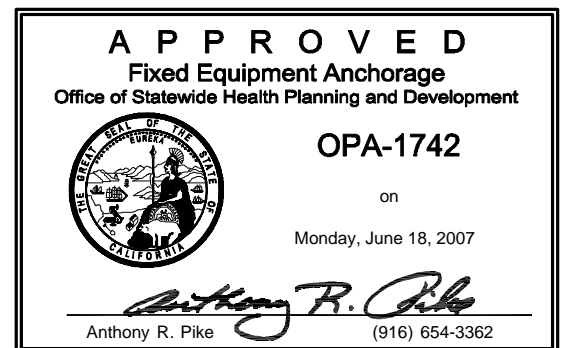 APPROVED
Fixed Equipment Anchorage
Office of Statewide Health Planning and Development
THE GREAT SEAL OF THE STATE OF CALIFORNIA
EUREKA
OPA-1742
on
Monday, June 18, 2007
Anthony R. Pike
Anthony R. Pike (916) 654-3362